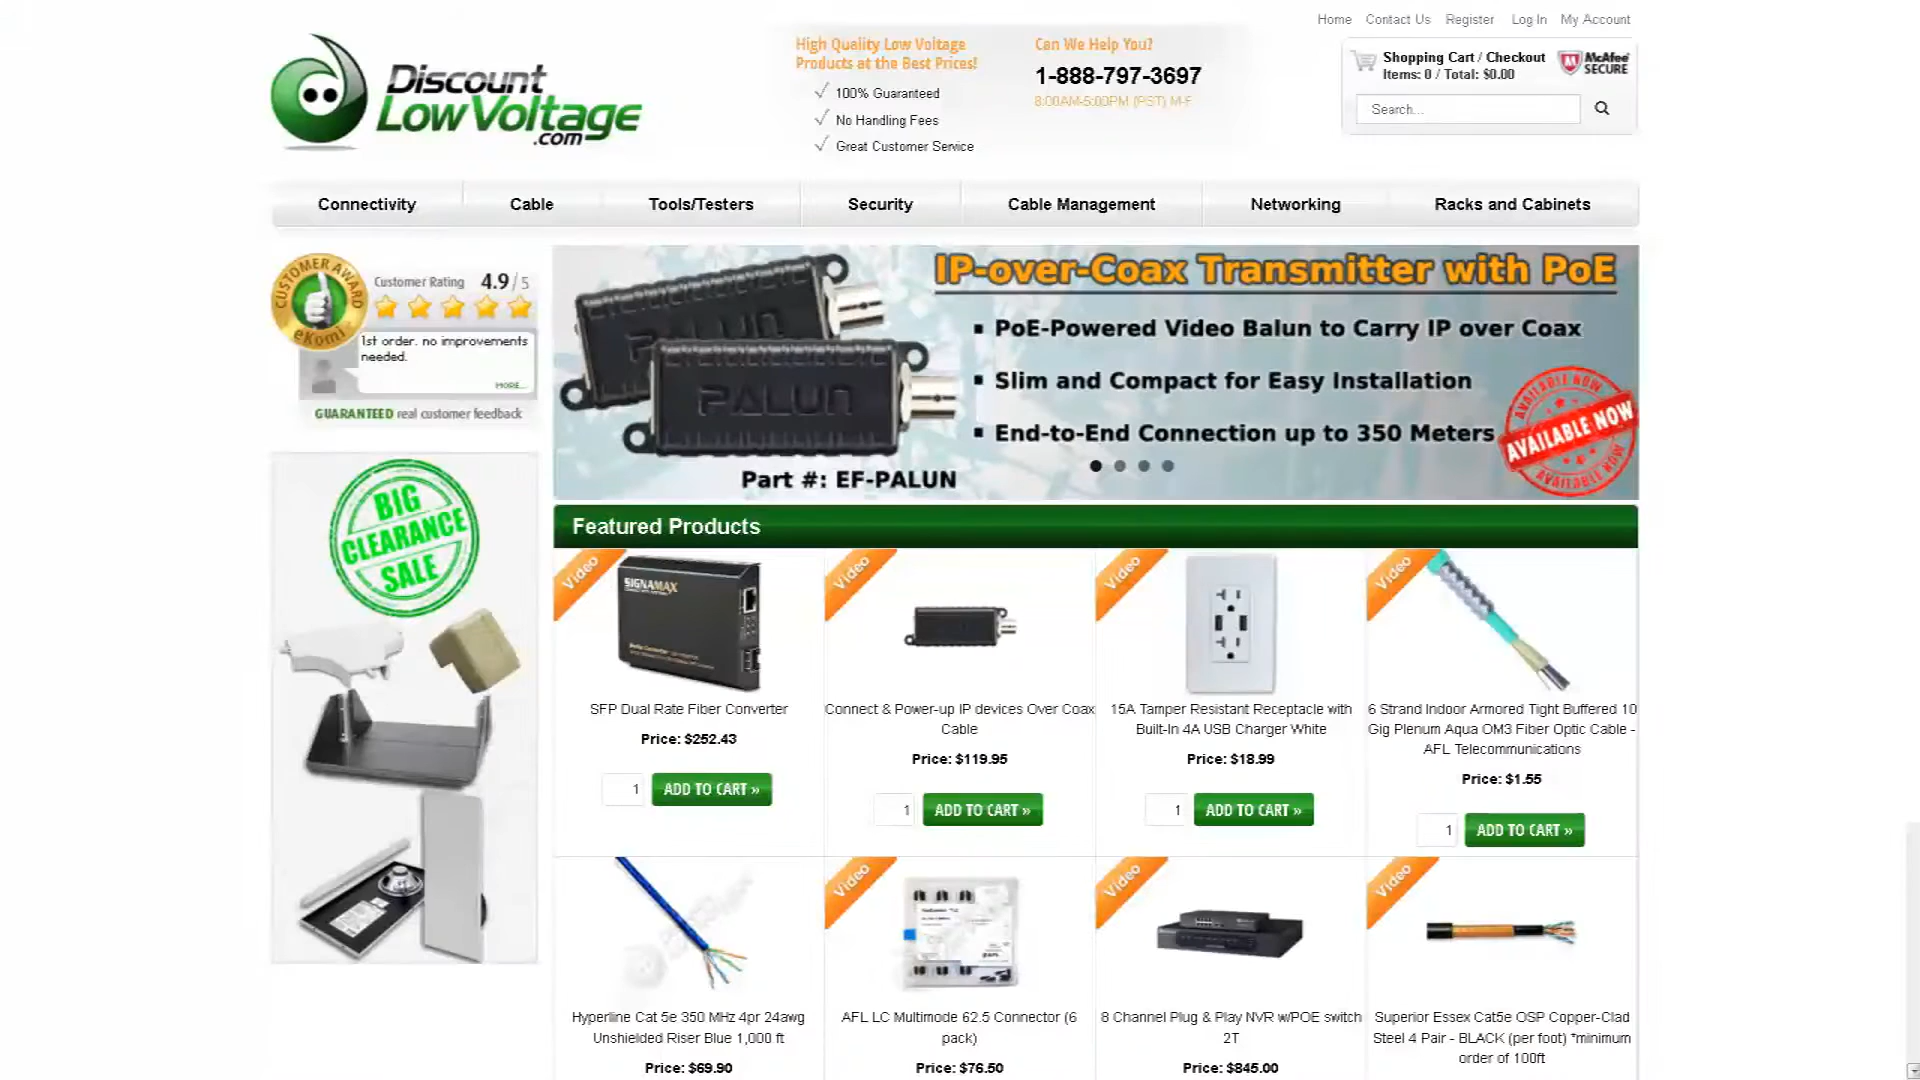 Home Contact Us Register Log In My Account
Discount
LowVoltage
.com
High Quality Low Voltage
Products at the Best Prices!
100% Guaranteed
No Handling Fees
Great Customer Service
Can We Help You?
1-888-797-3697
8:00AM-5:00PM (PST) M-F
Shopping Cart / Checkout
Items: 0 / Total: $0.00
McAfee
SECURE
Search...
Connectivity Cable Tools/Testers Security Cable Management Networking Racks and Cabinets
CUSTOMER AWARD
eKomi
Customer Rating 4.9 / 5
1st order. no improvements
needed.
MORE...
GUARANTEED real customer feedback
BIG
CLEARANCE
SALE
IP-over-Coax Transmitter with PoE
PoE-Powered Video Balun to Carry IP over Coax
Slim and Compact for Easy Installation
End-to-End Connection up to 350 Meters
PALUN
PALUN
Part #: EF-PALUN
AVAILABLE NOW
AVAILABLE NOW
AVAILABLE NOW
Featured Products
Video
SIGNAMAX
SFP Dual Rate Fiber Converter
Price: $252.43
1 ADD TO CART »
Video
Connect & Power-up IP devices Over Coax
Cable
Price: $119.95
1 ADD TO CART »
Video
15A Tamper Resistant Receptacle with
Built-In 4A USB Charger White
Price: $18.99
1 ADD TO CART »
Video
6 Strand Indoor Armored Tight Buffered 10
Gig Plenum Aqua OM3 Fiber Optic Cable -
AFL Telecommunications
Price: $1.55
1 ADD TO CART »
Hyperline Cat 5e 350 MHz 4pr 24awg
Unshielded Riser Blue 1,000 ft
Price: $69.90
Video
AFL LC Multimode 62.5 Connector (6
pack)
Price: $76.50
Video
8 Channel Plug & Play NVR w/POE switch
2T
Price: $845.00
Video
Superior Essex Cat5e OSP Copper-Clad
Steel 4 Pair - BLACK (per foot) *minimum
order of 100ft